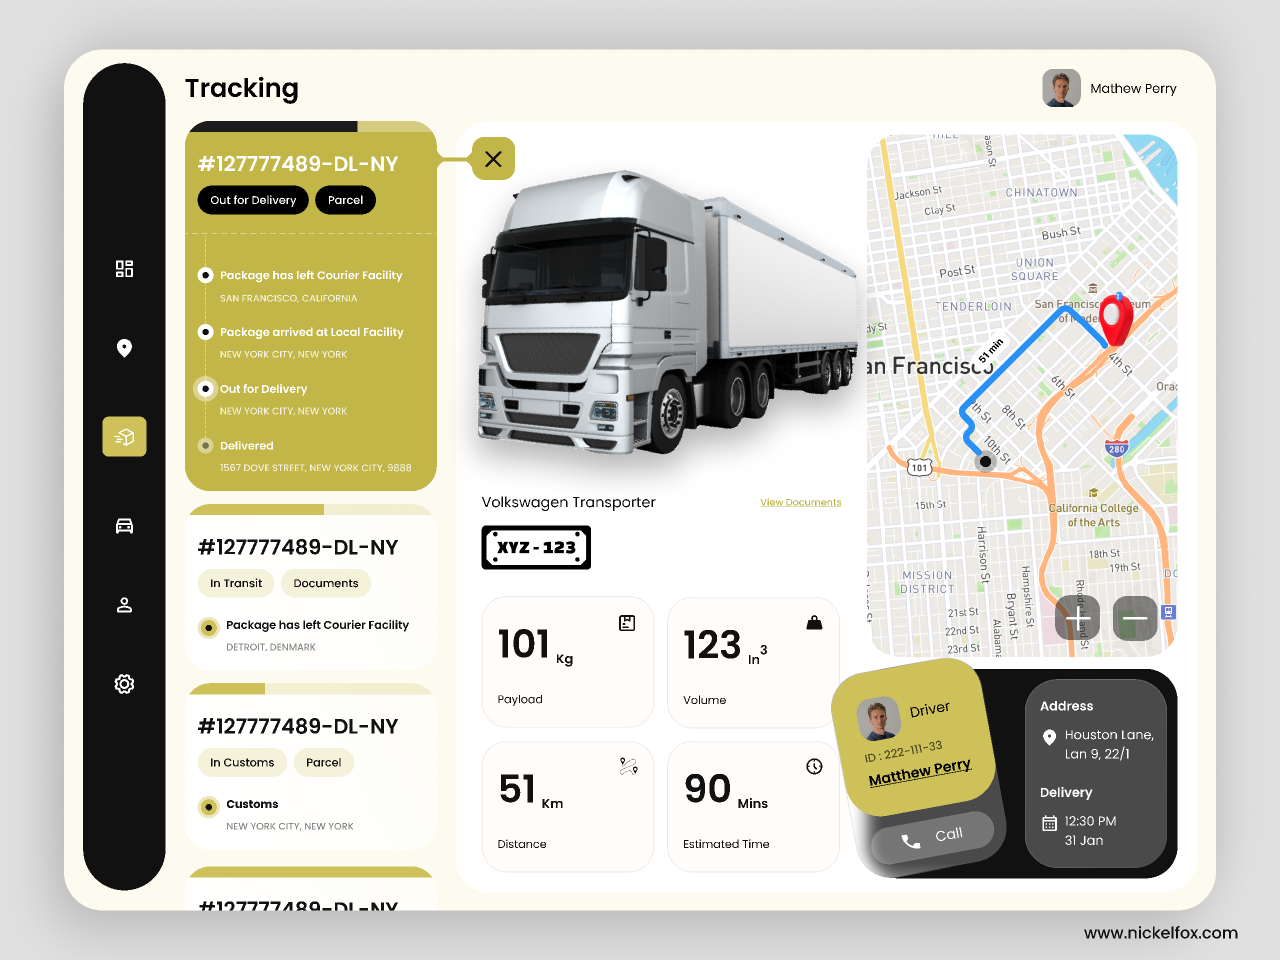 Tracking
Mathew Perry
#127777489-DL-NY
Out for Delivery
Parcel
Package has left Courier Facility
SAN FRANCISCO, CALIFORNIA
Package arrived at Local Facility
NEW YORK CITY, NEW YORK
Out for Delivery
NEW YORK CITY, NEW YORK
Delivered
1567 DOVE STREET, NEW YORK CITY, 9888
#127777489-DL-NY
In Transit
Documents
Package has left Courier Facility
DETROIT, DENMARK
#127777489-DL-NY
In Customs
Parcel
Customs
NEW YORK CITY, NEW YORK
#127777489-DL-NY
Volkswagen Transporter
View Documents
XYZ - 123
101 Kg
Payload
123 In3
Volume
51 Km
Distance
90 Mins
Estimated Time
HILL
ason St
Jackson St
CHINATOWN
Clay St
Bush St
UNION
SQUARE
Post St
TENDERLOIN
San Francisco
of Moder
dy St
51 min
an Francisco
4th St
6th St
Orac
8th St
10th St
101
280
15th St
California College
of the Arts
Harrison St
18th St
19th St
MISSION
DISTRICT
DO
Hampshire St
Bryant St
Alabama
21st St
22nd St
23rd St
Driver
ID : 222-111-33
Matthew Perry
Call
Address
Houston Lane,
Lan 9, 22/1
Delivery
12:30 PM
31 Jan
www.nickelfox.com